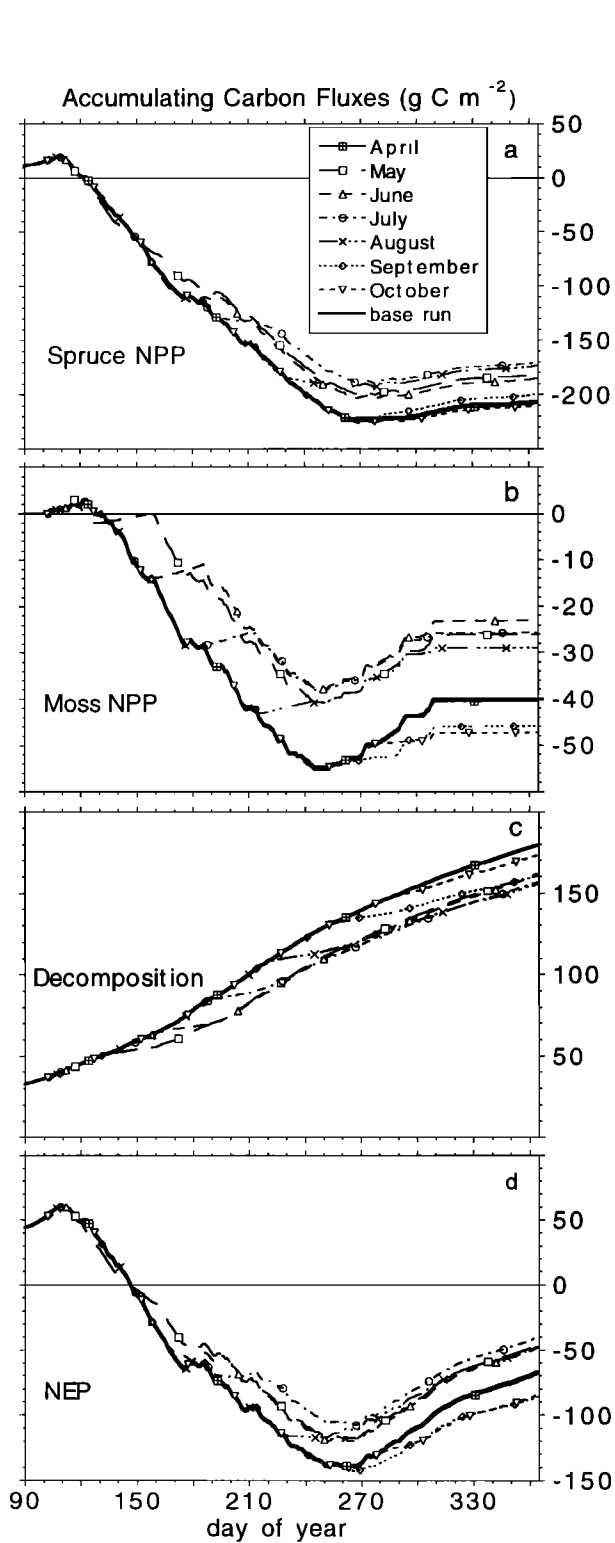 Accumulating Carbon Fluxes (g C m -2)
a
April
May
June
July
August
September
October
base run
Spruce NPP
50
0
-50
-100
-150
-200
b
Moss NPP
0
-10
-20
-30
-40
-50
c
Decomposition
150
100
50
d
NEP
50
0
-50
-100
-150
90 150 210 270 330
day of year